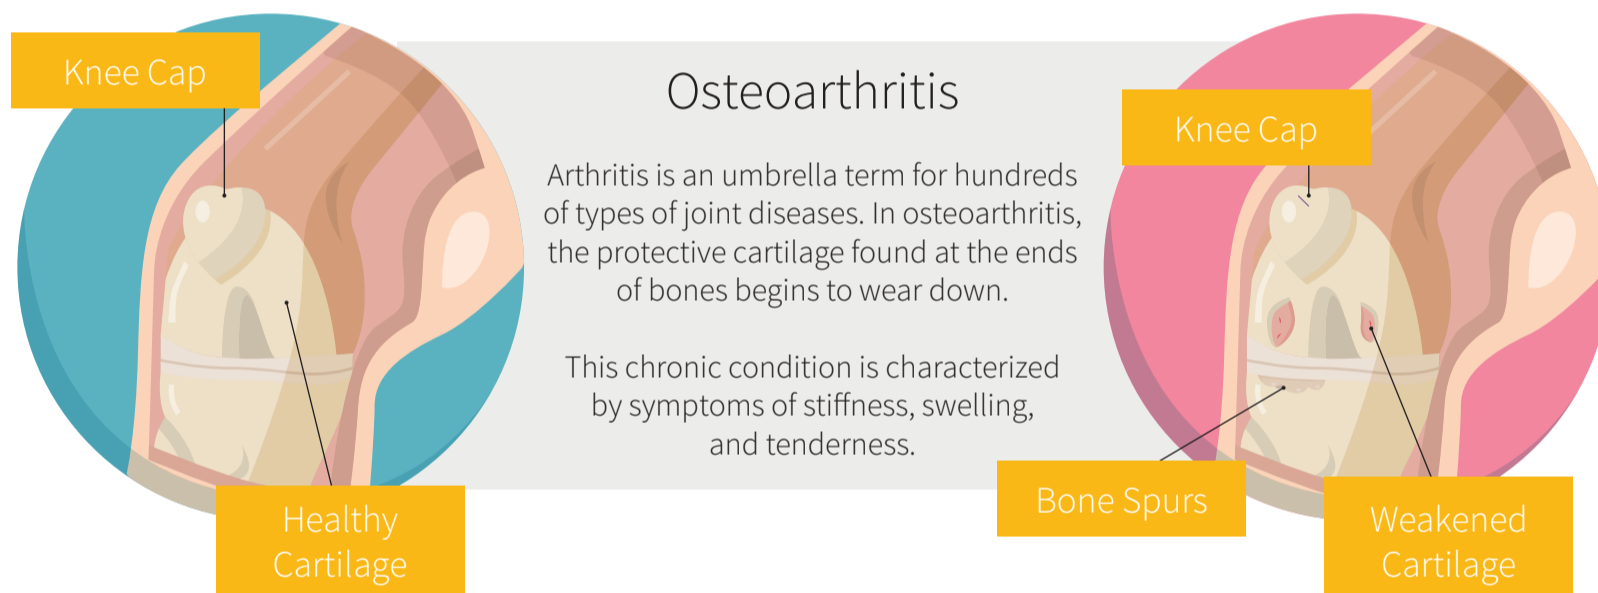 Knee Cap
Healthy
Cartilage
Osteoarthritis
Arthritis is an umbrella term for hundreds
of types of joint diseases. In osteoarthritis,
the protective cartilage found at the ends
of bones begins to wear down.
This chronic condition is characterized
by symptoms of stiffness, swelling,
and tenderness.
Knee Cap
Bone Spurs
Weakened
Cartilage